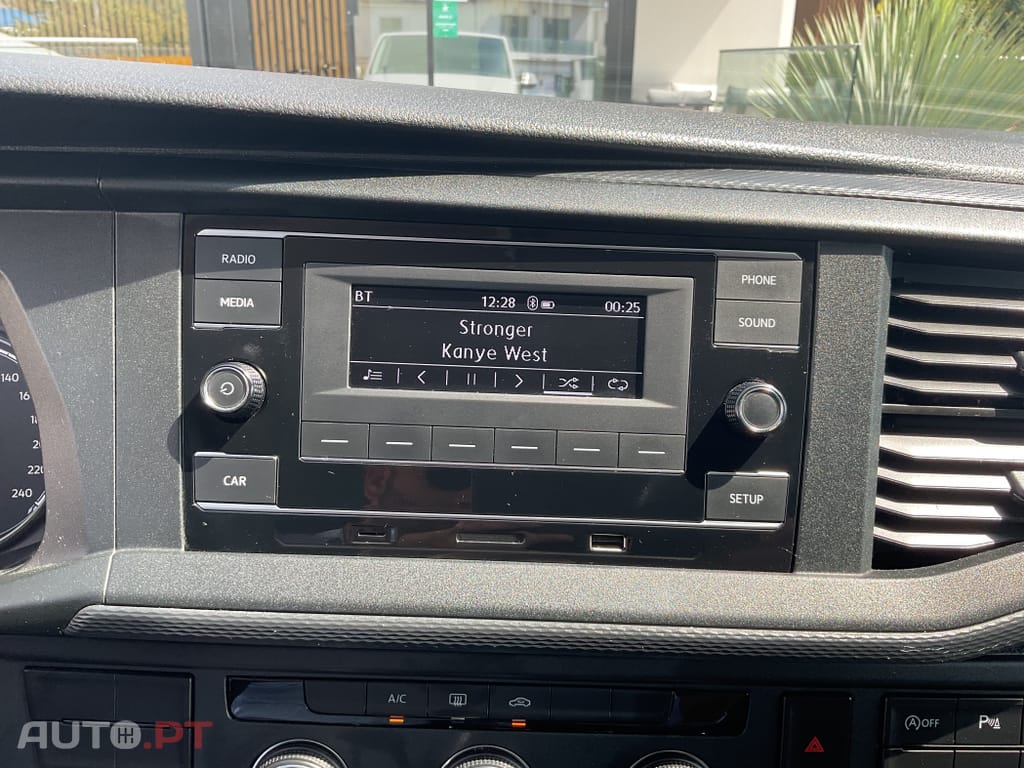 RADIO
MEDIA
PHONE
SOUND
BT 12:28 00:25
Stronger
Kanye West
CAR
SETUP
140
220
240
A/C
OFF
P
AUTO.PT